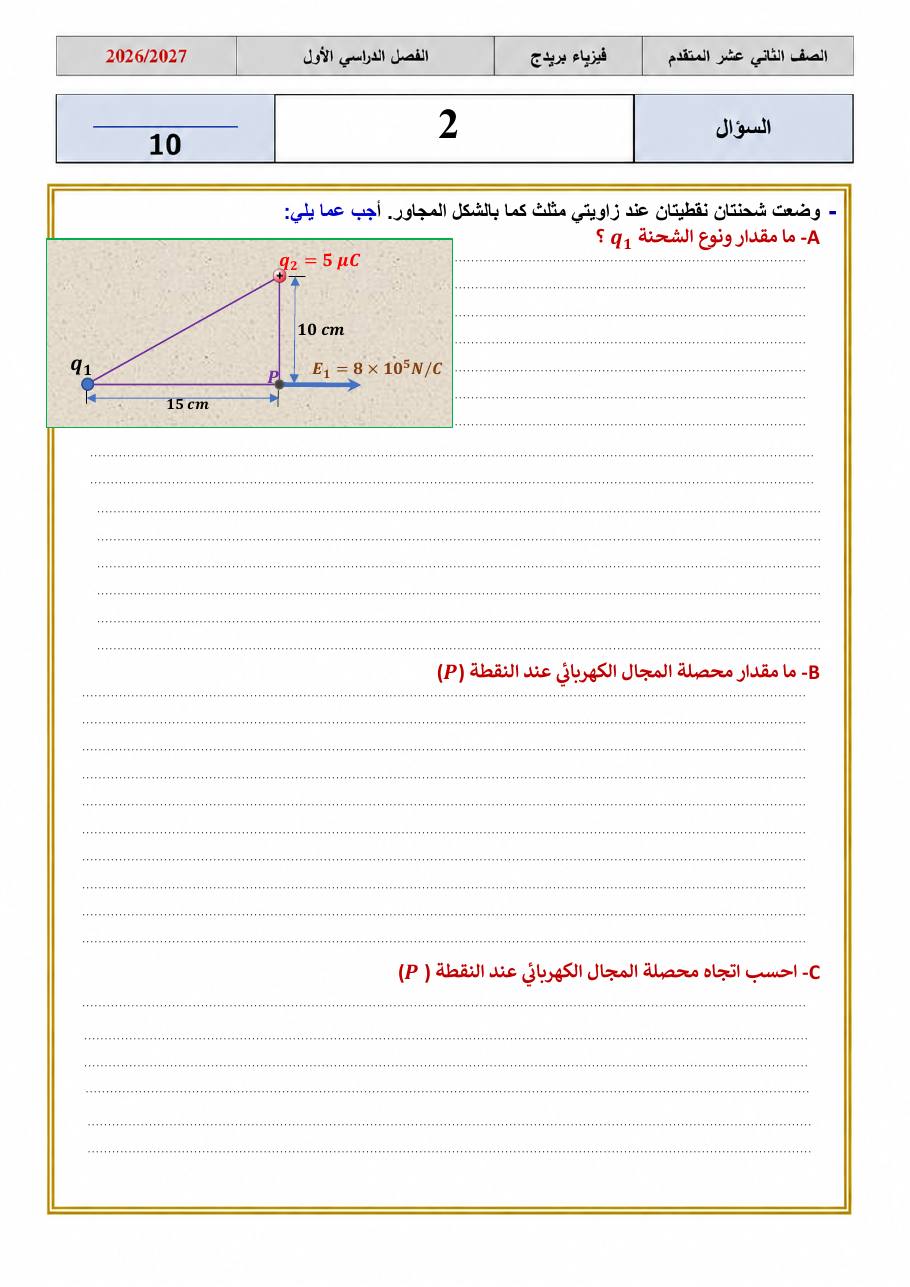 الصف الثاني عشر المتقدم فيزياء بريدج الفصل الدراسي الأول 2026/2027
السؤال 2 10
- وضعت شحنتان نقطيتان عند زاويتي مثلث كما بالشكل المجاور. أجب عما يلي:
A- ما مقدار ونوع الشحنة q₁ ؟
q₂ = 5 μC
10 cm
q₁
P
E₁ = 8 × 10⁵N/C
15 cm
B- ما مقدار محصلة المجال الكهربائي عند النقطة (P)
C- احسب اتجاه محصلة المجال الكهربائي عند النقطة ( P)